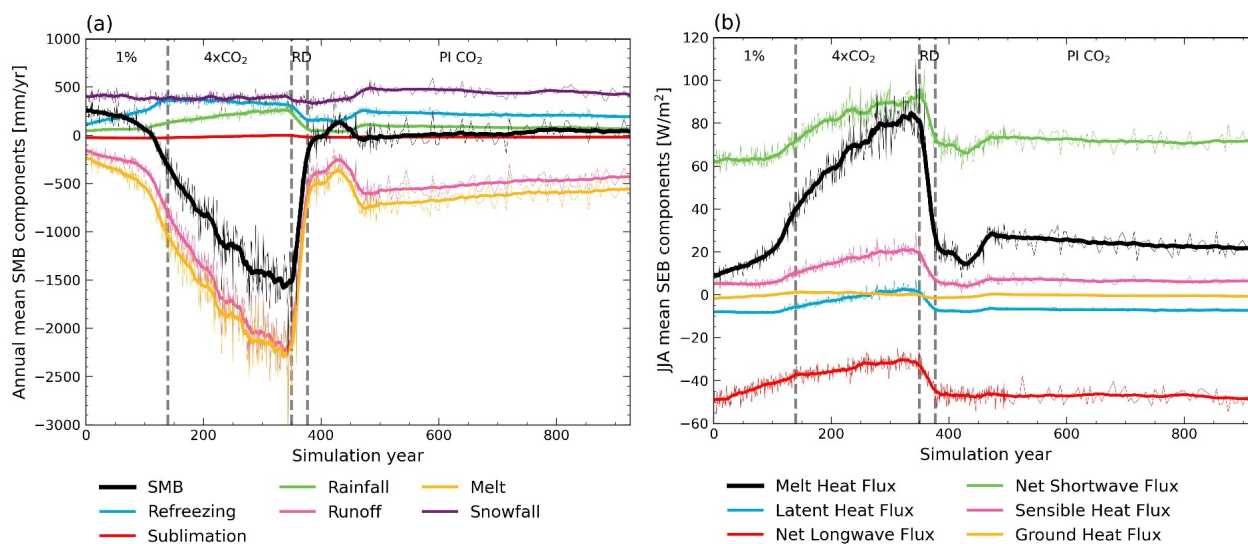 (a)
1% 4xCO₂ RD PI CO₂
Annual mean SMB components [mm/yr]
1000
500
0
−500
−1000
−1500
−2000
−2500
−3000
0 200 400 600 800
Simulation year
SMB Rainfall Melt
Refreezing Runoff Snowfall
Sublimation
(b)
1% 4xCO₂ RD PI CO₂
JJA mean SEB components [W/m²]
120
100
80
60
40
20
0
−20
−40
−60
0 200 400 600 800
Simulation year
Melt Heat Flux Net Shortwave Flux
Latent Heat Flux Sensible Heat Flux
Net Longwave Flux Ground Heat Flux